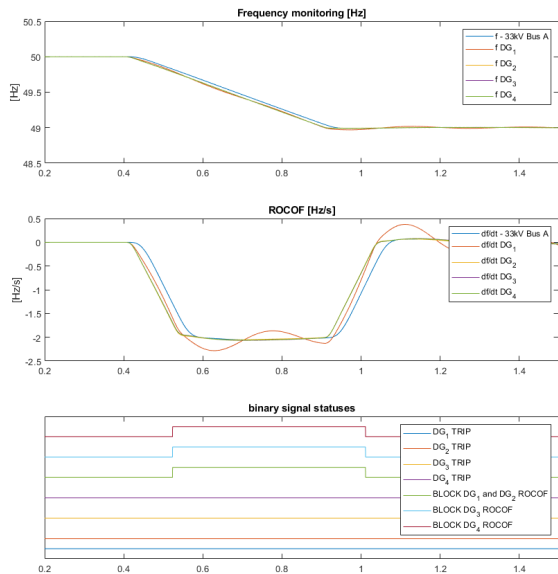 Frequency monitoring [Hz]
50.5
50
49.5
49
48.5
[Hz]
0.2 0.4 0.6 0.8 1 1.2 1.4
f - 33kV Bus A
f DG1
f DG2
f DG3
f DG4
ROCOF [Hz/s]
0.5
0
-0.5
-1
-1.5
-2
-2.5
[Hz/s]
0.2 0.4 0.6 0.8 1 1.2 1.4
df/dt - 33kV Bus A
df/dt DG1
df/dt DG2
df/dt DG3
df/dt DG4
binary signal statuses
DG1 TRIP
DG2 TRIP
DG3 TRIP
DG4 TRIP
BLOCK DG1 and DG2 ROCOF
BLOCK DG3 ROCOF
BLOCK DG4 ROCOF
0.2 0.4 0.6 0.8 1 1.2 1.4